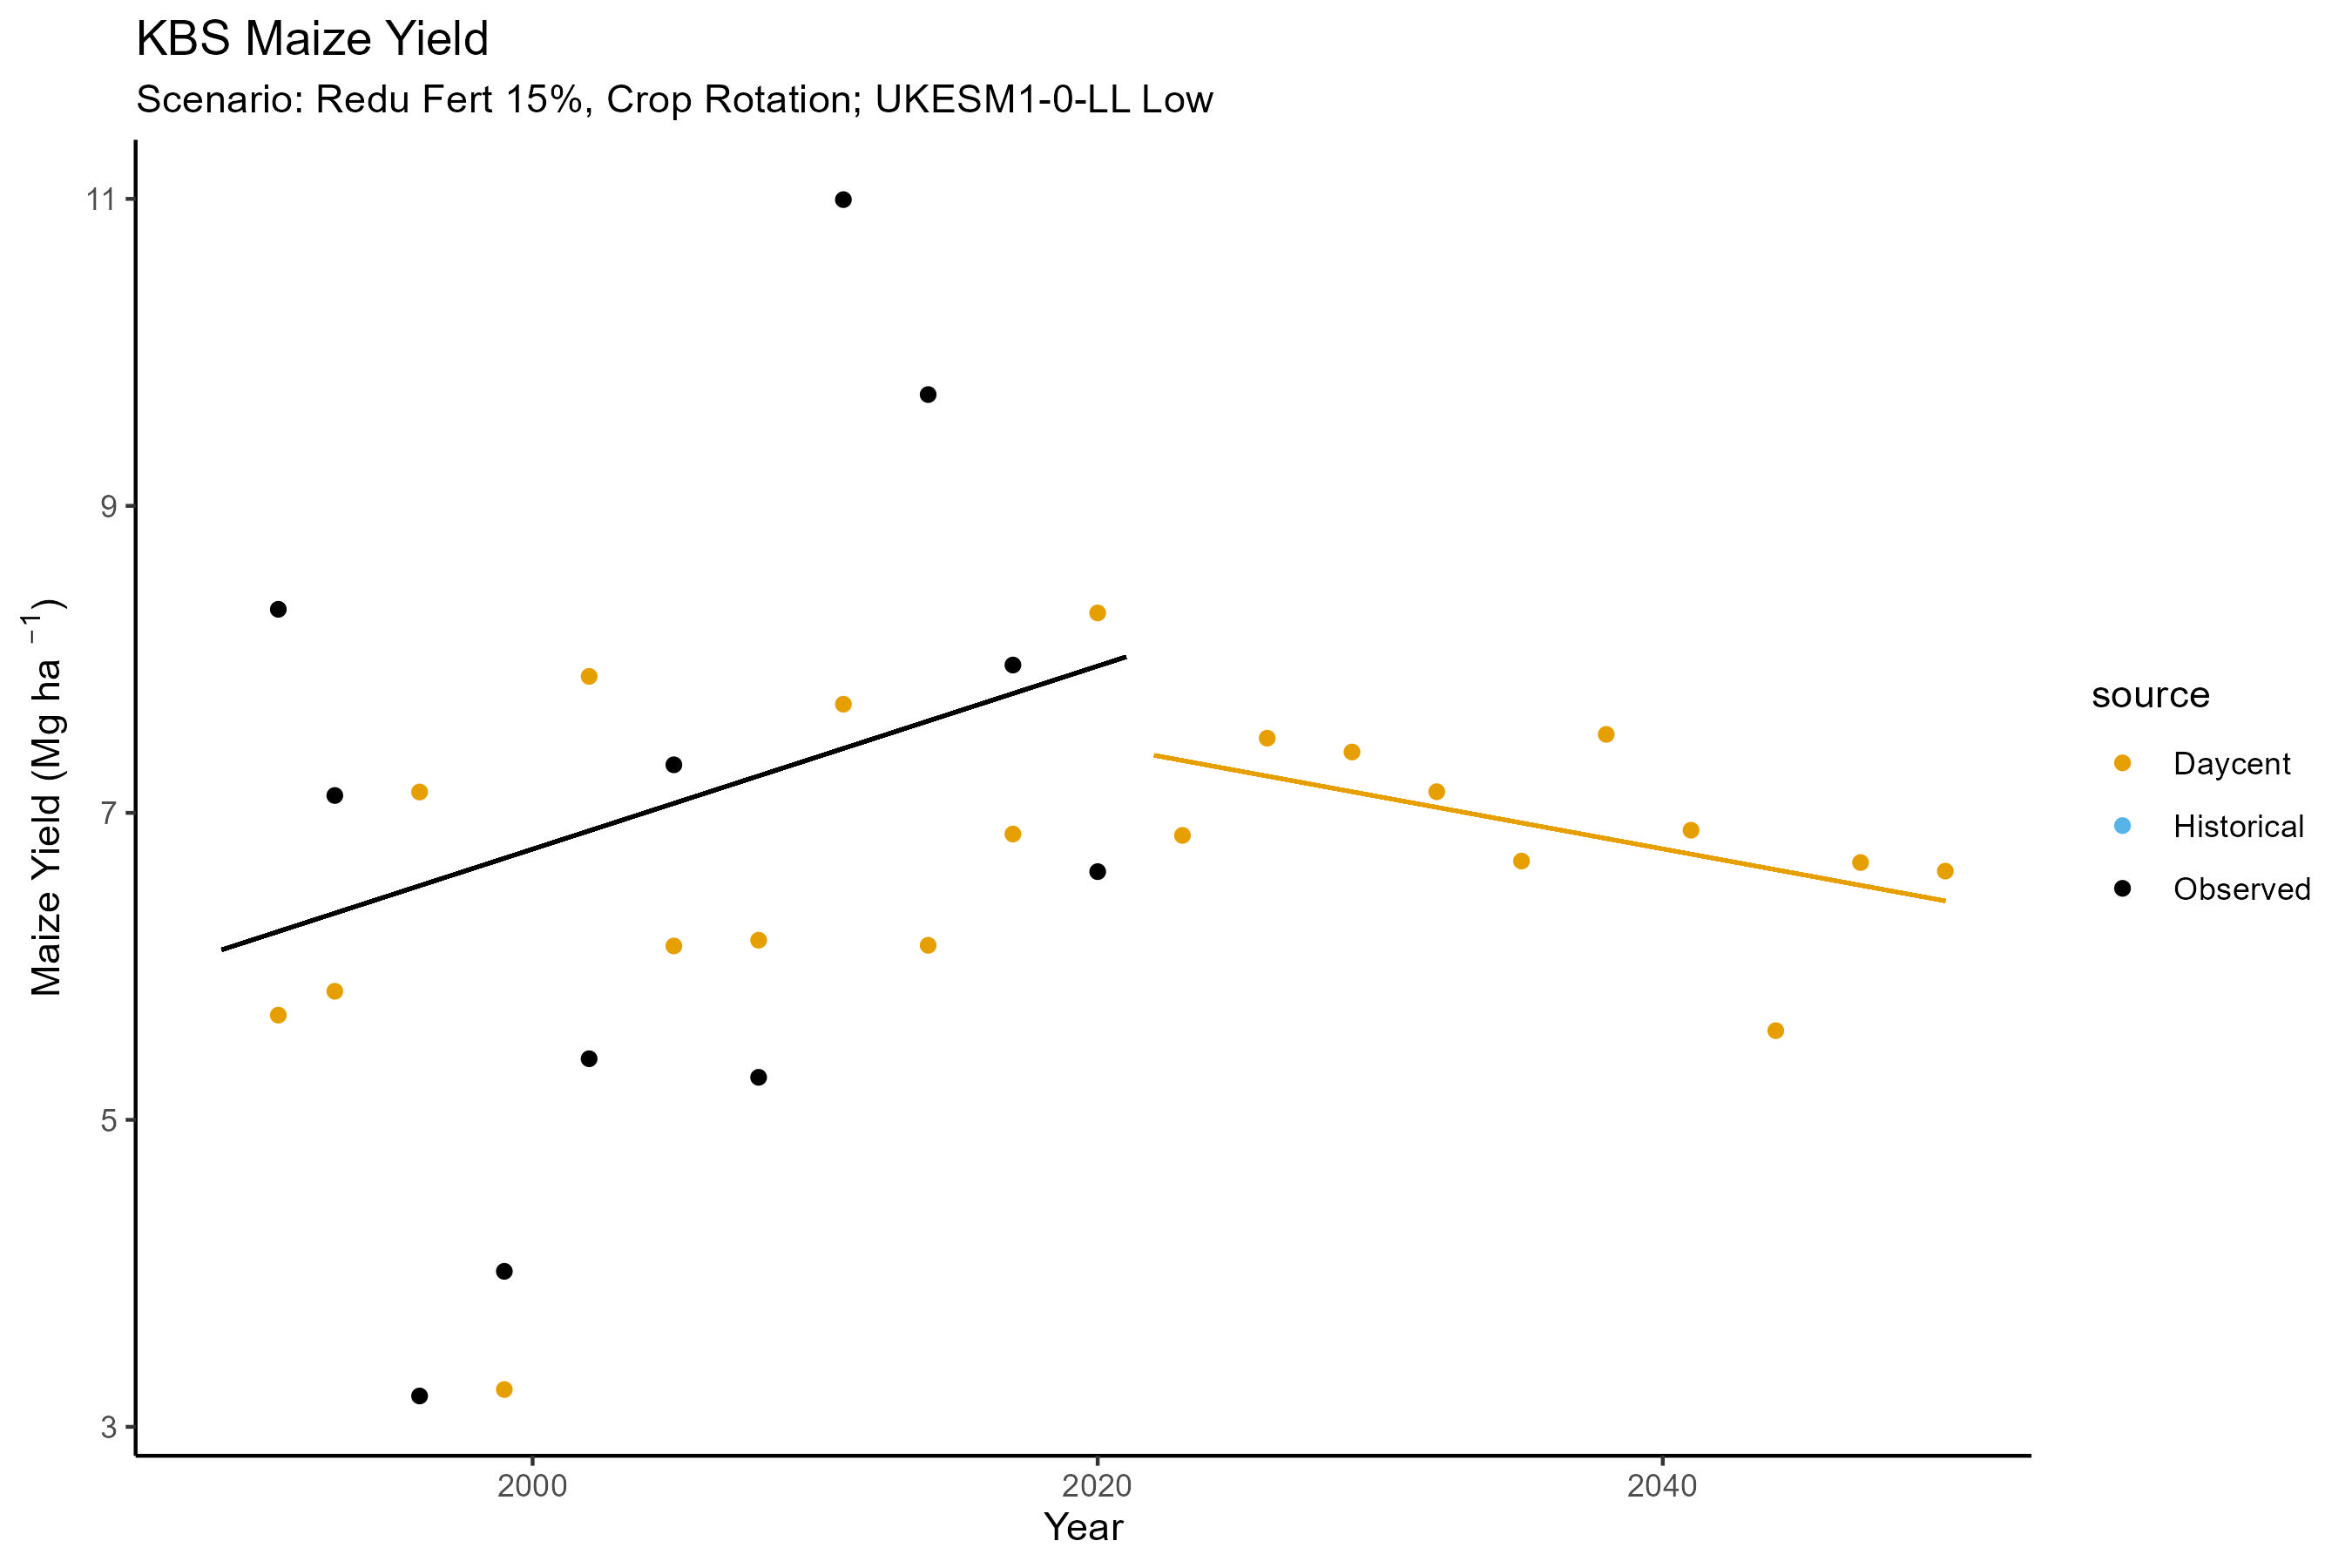 KBS Maize Yield
Scenario: Redu Fert 15%, Crop Rotation; UKESM1-0-LL Low
Maize Yield (Mg ha −1)
11
9
7
5
3
2000
2020
2040
Year
source
Daycent
Historical
Observed